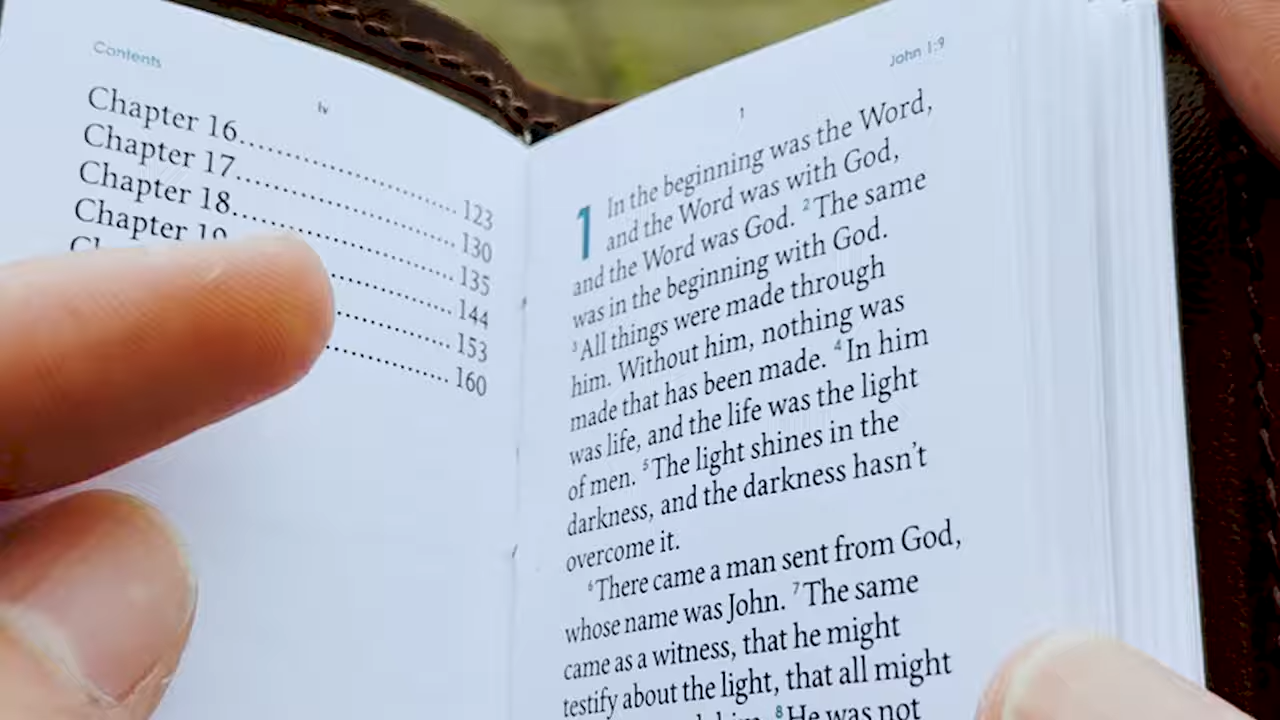 Contents
iv
Chapter 16........................123
Chapter 17........................130
Chapter 18........................135
Chapter 19........................144
........................153
........................160
John 1:9
1
1 In the beginning was the Word,
and the Word was with God,
and the Word was God. 2 The same
was in the beginning with God.
3 All things were made through
him. Without him, nothing was
made that has been made. 4 In him
was life, and the life was the light
of men. 5 The light shines in the
darkness, and the darkness hasn’t
overcome it.
6 There came a man sent from God,
whose name was John. 7 The same
came as a witness, that he might
testify about the light, that all might
him. 8 He was not